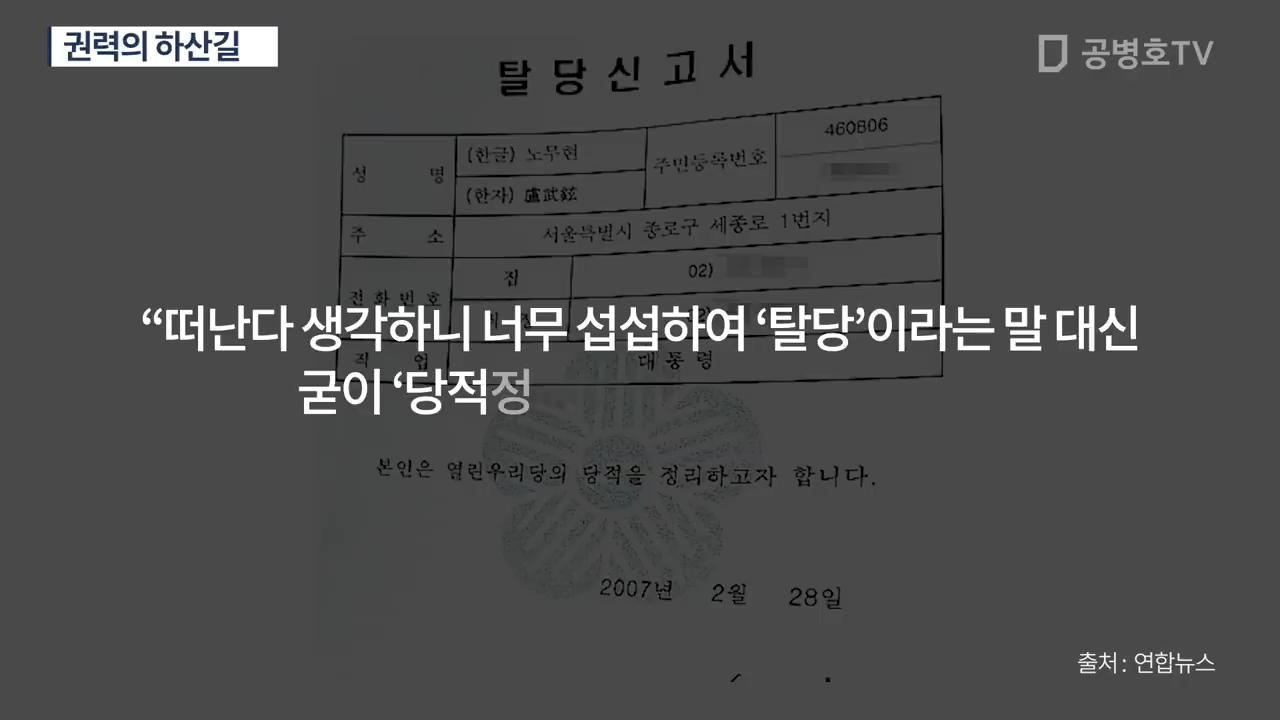 권력의 하산길
공병호TV
탈당신고서
성 명
(한글) 노무현
(한자) 盧武鉉
주민등록번호
460806
주 소
서울특별시 종로구 세종로 1번지
전화번호
집
02)
직 업
대통령
“떠난다 생각하니 너무 섭섭하여 ‘탈당’이라는 말 대신
굳이 ‘당적정
본인은 열린우리당의 당적을 정리하고자 합니다.
2007년 2월 28일
출처 : 연합뉴스